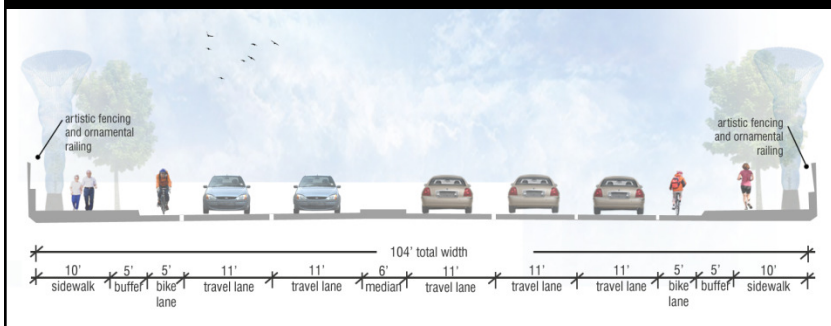 artistic fencing
and ornamental
railing
artistic fencing
and ornamental
railing
104' total width
10' 5' 5' 11' 11' 6' 11' 11' 11' 5' 5' 10'
sidewalk buffet bike travel lane travel lane median travel lane travel lane travel lane bike buffet sidewalk
lane lane